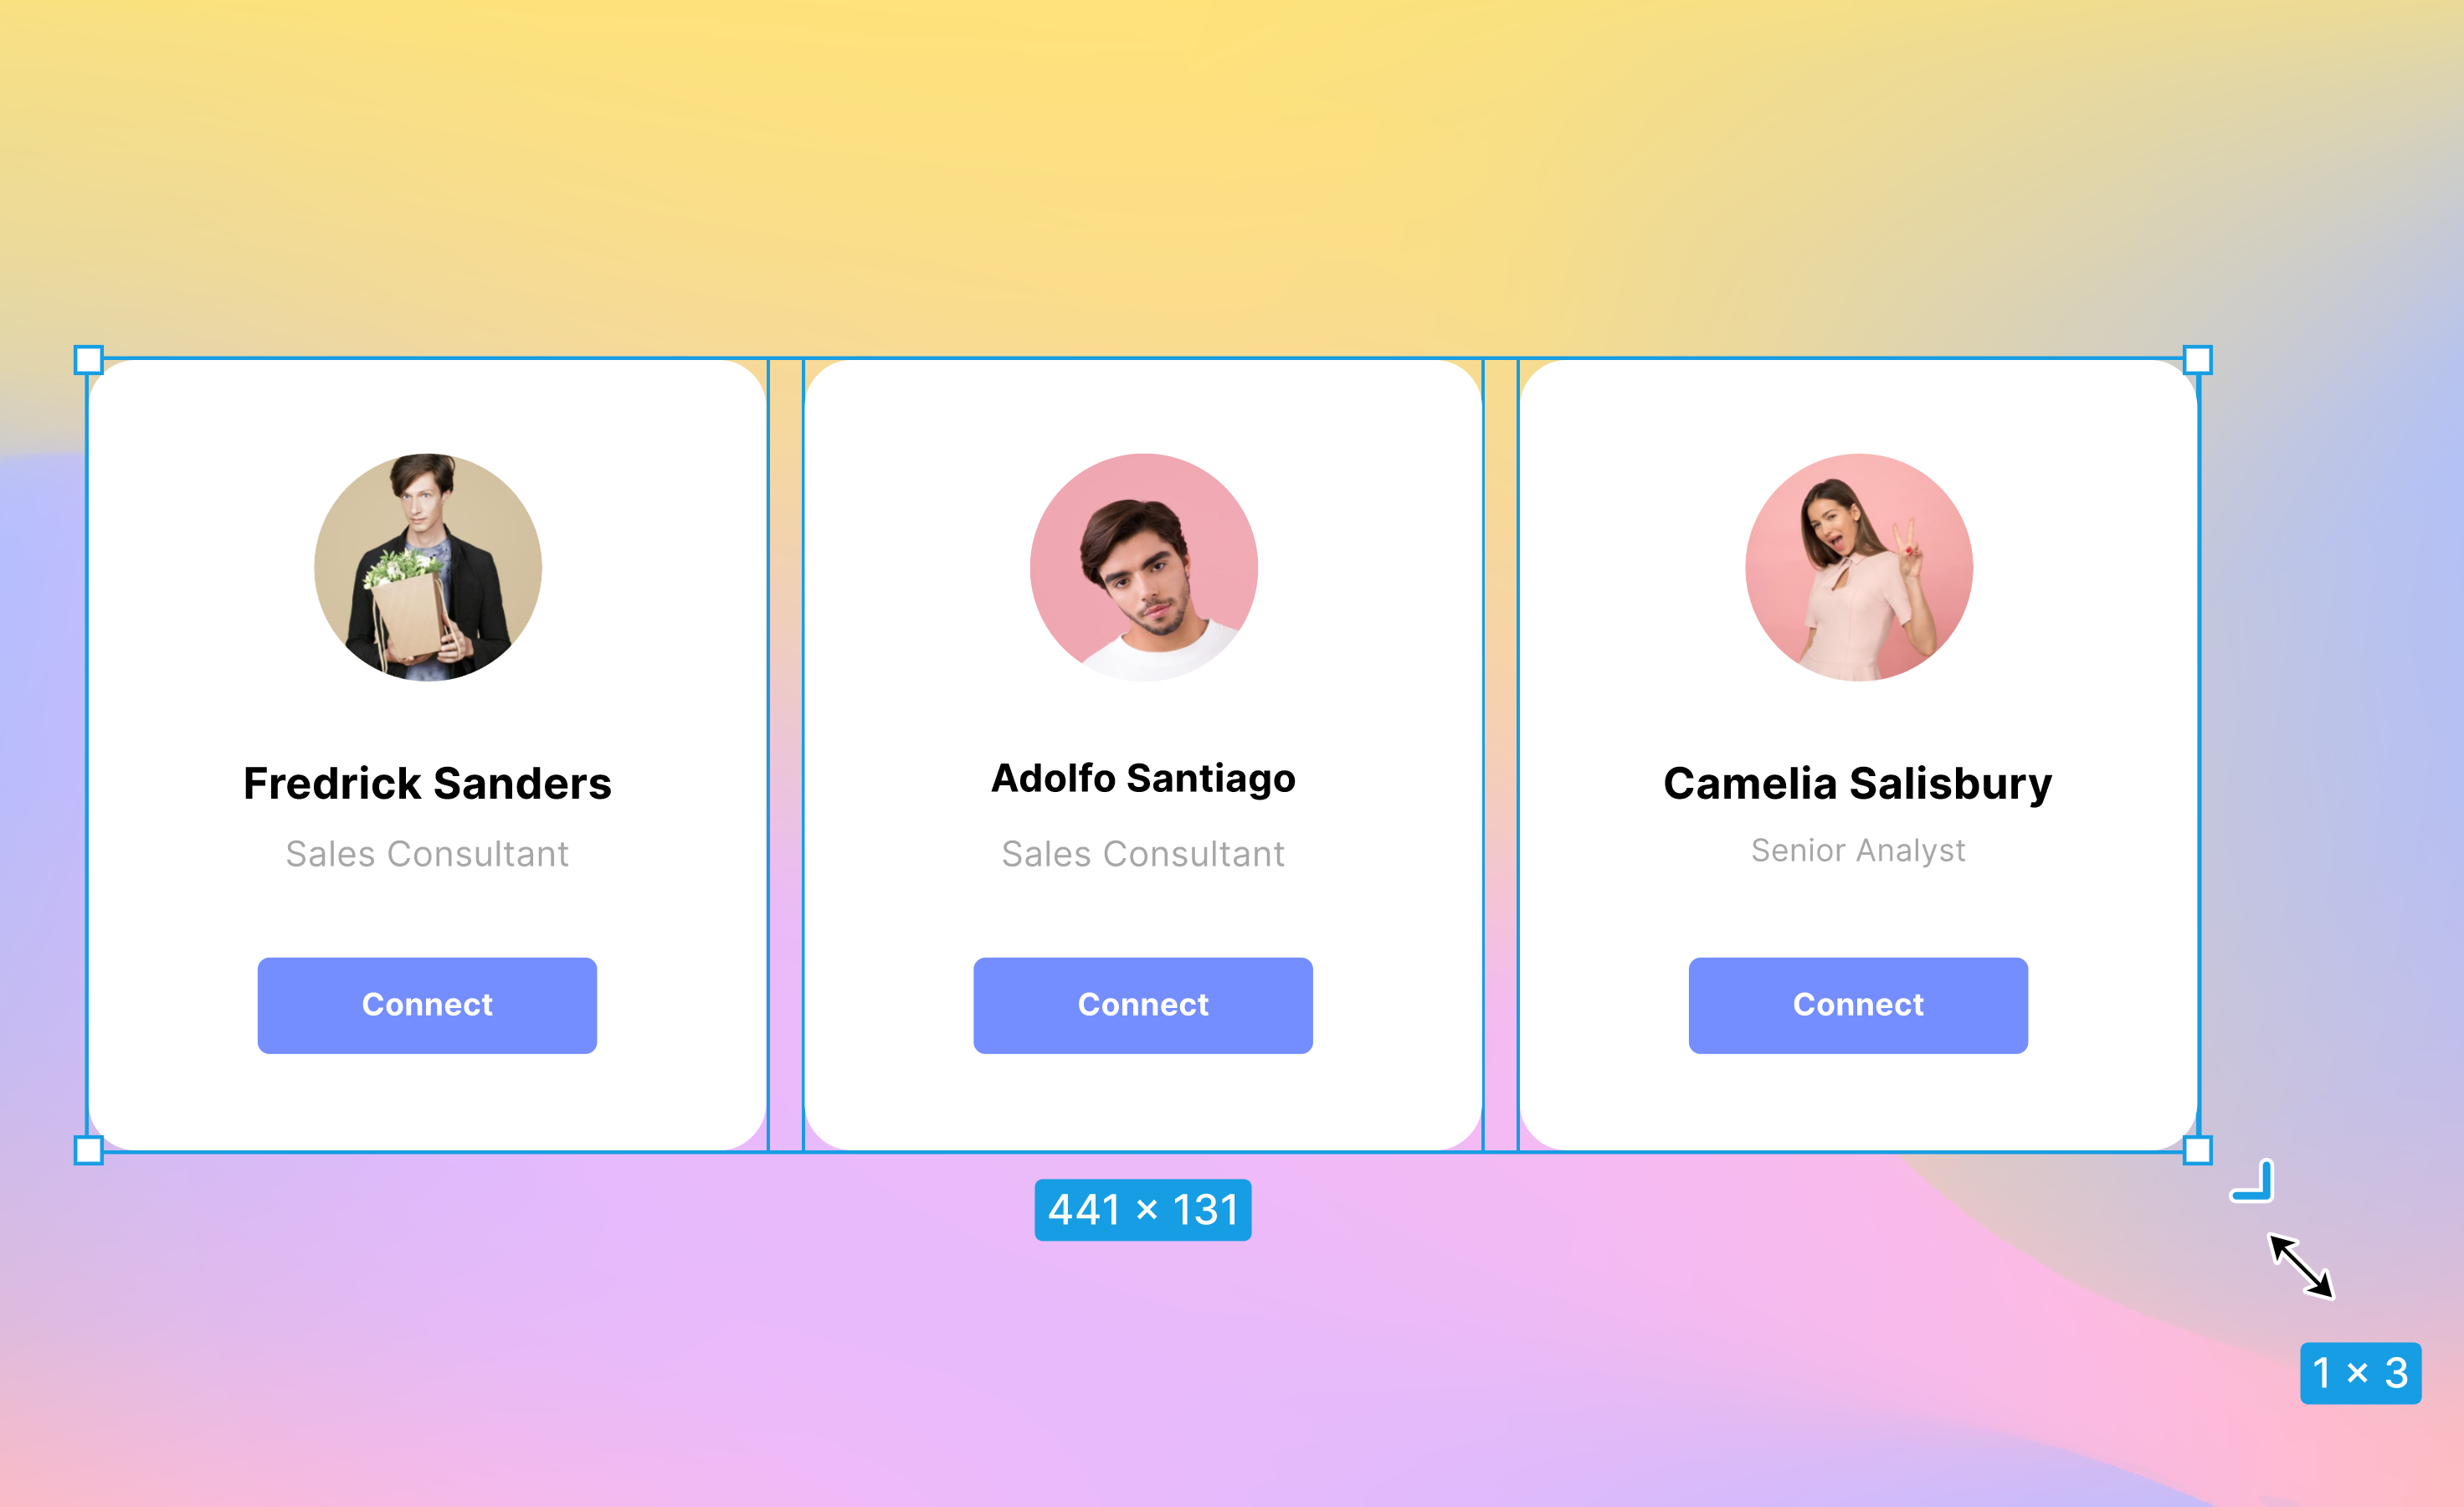 Fredrick Sanders
Sales Consultant
Connect
Adolfo Santiago
Sales Consultant
Connect
Camelia Salisbury
Senior Analyst
Connect
441 × 131
1 × 3